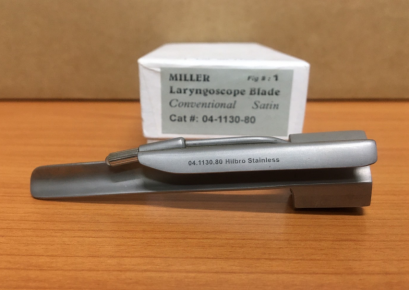 MILLER Fig # : 1
Laryngoscope Blade
Conventional Satin
Cat #: 04-1130-80
04.1130.80 Hilbro Stainless